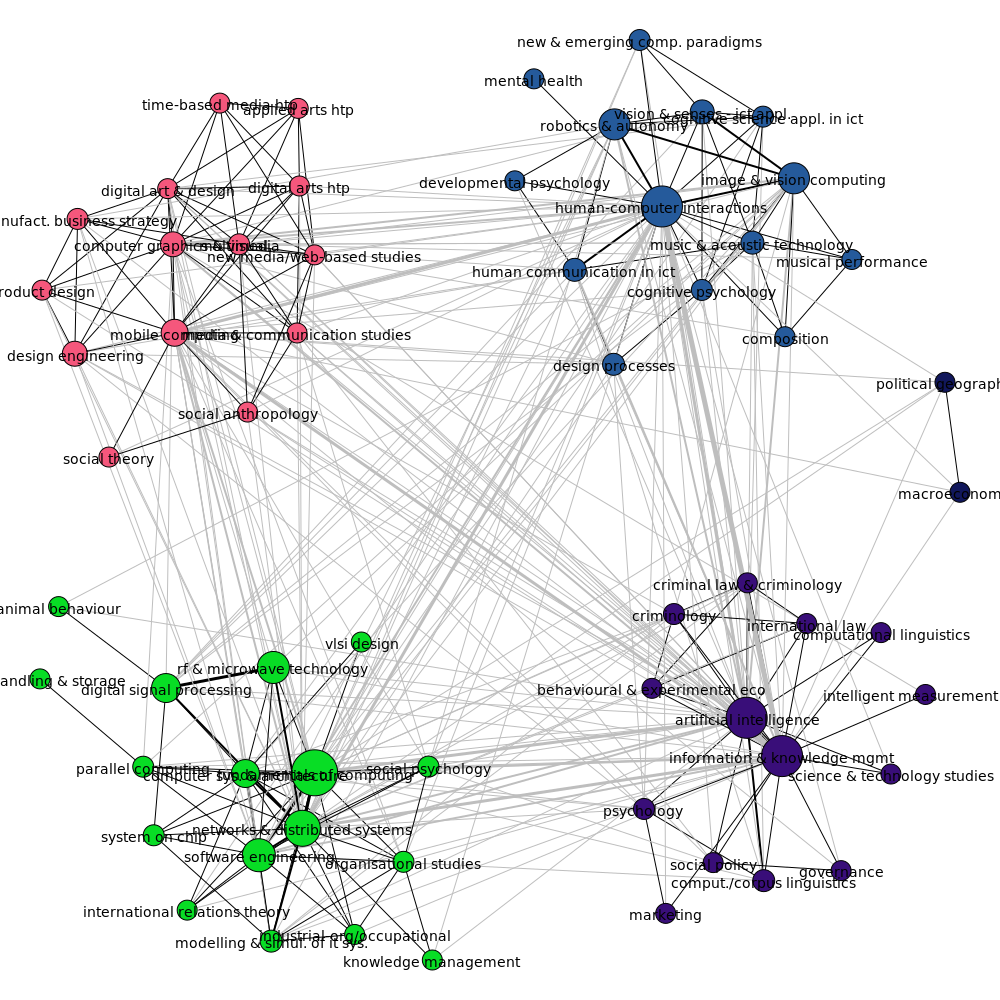 new & emerging comp. paradigms
mental health
time-based media htp
applied arts htp
vision & senses - ict appl.
cognitive science appl. in ict
robotics & autonomy
image & vision computing
developmental psychology
digital art & design
digital arts htp
human-computer interactions
nufact. business strategy
computer graphics & visual.
multimedia
music & acoustic technology
new media/web-based studies
musical performance
human communication in ict
roduct design
cognitive psychology
mobile computing
media & communication studies
composition
design engineering
design processes
political geograph
social anthropology
social theory
macroeconom
criminal law & criminology
animal behaviour
criminology
international law
computational linguistics
vlsi design
rf & microwave technology
andling & storage
digital signal processing
behavioural & experimental eco
intelligent measurement
artificial intelligence
information & knowledge mgmt
parallel computing
computer sys. & architecture
fundamentals of computing
social psychology
science & technology studies
psychology
system on chip
networks & distributed systems
software engineering
organisational studies
social policy
governance
comput./corpus linguistics
international relations theory
marketing
modelling & simul. of it sys.
industrial org/occupational
knowledge management